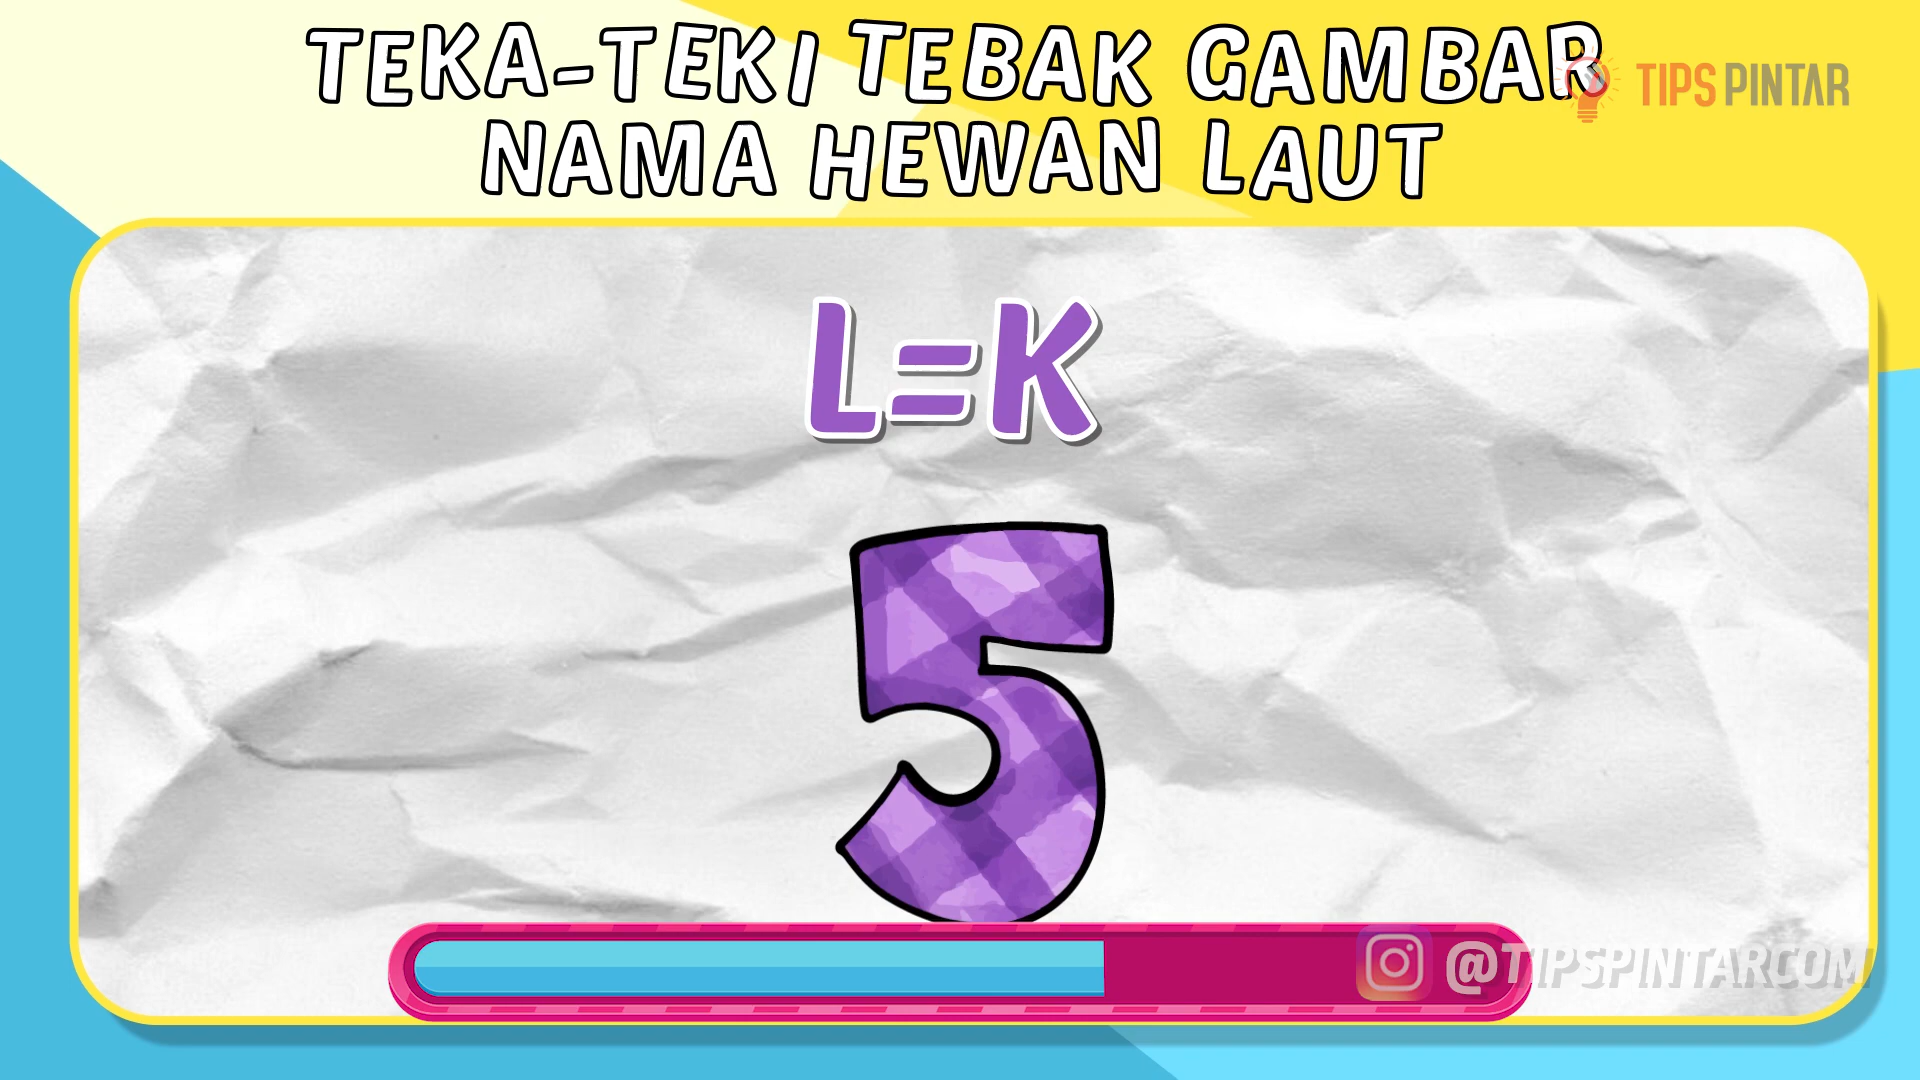 TEKA-TEKI TEBAK GAMBAR
TIPS PINTAR
NAMA HEWAN LAUT
L=K
5
@TIPSPINTARCOM